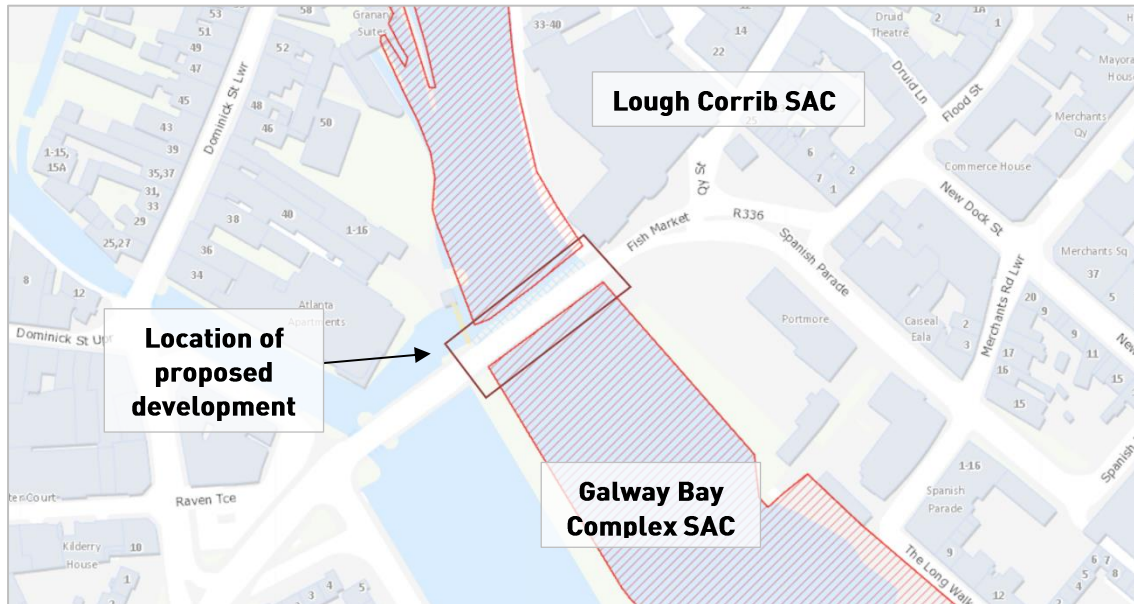 Granary
Suites
53
51
49
47
45
43
39
35,37
31,
33
29
25,27
1-15,
15A
58
52
48
46
50
Dominick St Lwr
38
40
1-16
36
34
Atlanta
Apartments
8
12
Dominick St Upr
Location of
proposed
development
Raven Tce
Kilderry
House
10
1
3
4
5
33-40
14
22
Lough Corrib SAC
25
Qy St
Fish Market
R336
Spanish Parade
6
7
1
2
Druid
Theatre
2
1A
1
Druid Ln
Flood St
Merchants
Qy
Commerce House
New Dock St
Merchants Sq
37
5
Merchants Rd Lwr
20
9
9
11
15
17
16
15
Portmore
Caiseal
Eala
2
3
Galway Bay
Complex SAC
1-16
Spanish
Parade
9
The Long Walk
12
6
7
5
8